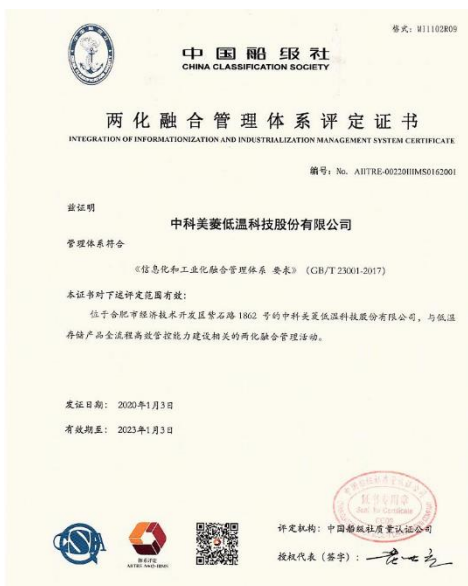 格式: MI1102R09
中国船级社
CHINA CLASSIFICATION SOCIETY
两化融合管理体系评定证书
INTEGRATION OF INFORMATIONIZATION AND INDUSTRIALIZATION MANAGEMENT SYSTEM CERTIFICATE
编号: No. AIITRE-00220IIIMS0162001
兹证明
中科美菱低温科技股份有限公司
管理体系符合
《信息化和工业化融合管理体系 要求》 (GB/T 23001-2017)
本证书对下述评定范围有效:
位于合肥市经济技术开发区紫石路 1862 号的中科美菱低温科技股份有限公司, 与低温
存储产品全流程高效管控能力建设相关的两化融合管理活动。
发证日期: 2020年1月3日
有效期至: 2023年1月3日
证书专用章
评定机构: 中国船级社质量认证公司
授权代表 (签字):